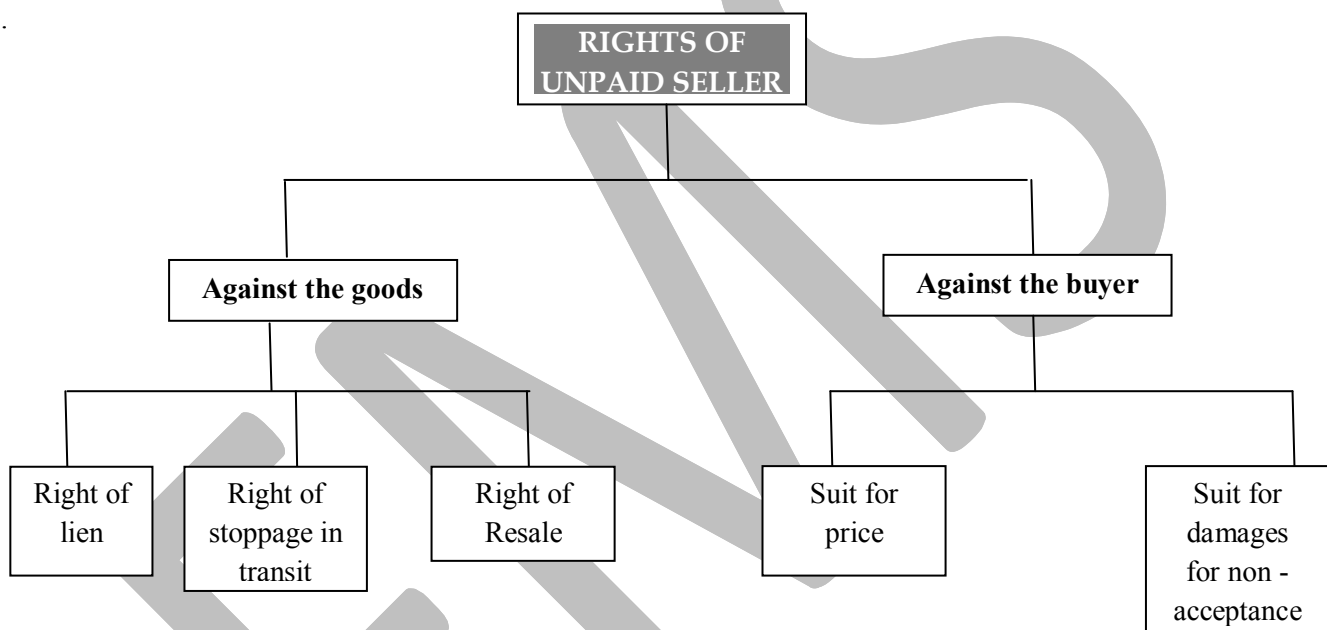 RIGHTS OF
UNPAID SELLER
Against the goods
Against the buyer
Right of
lien
Right of
stoppage in
transit
Right of
Resale
Suit for
price
Suit for
damages
for non -
acceptance